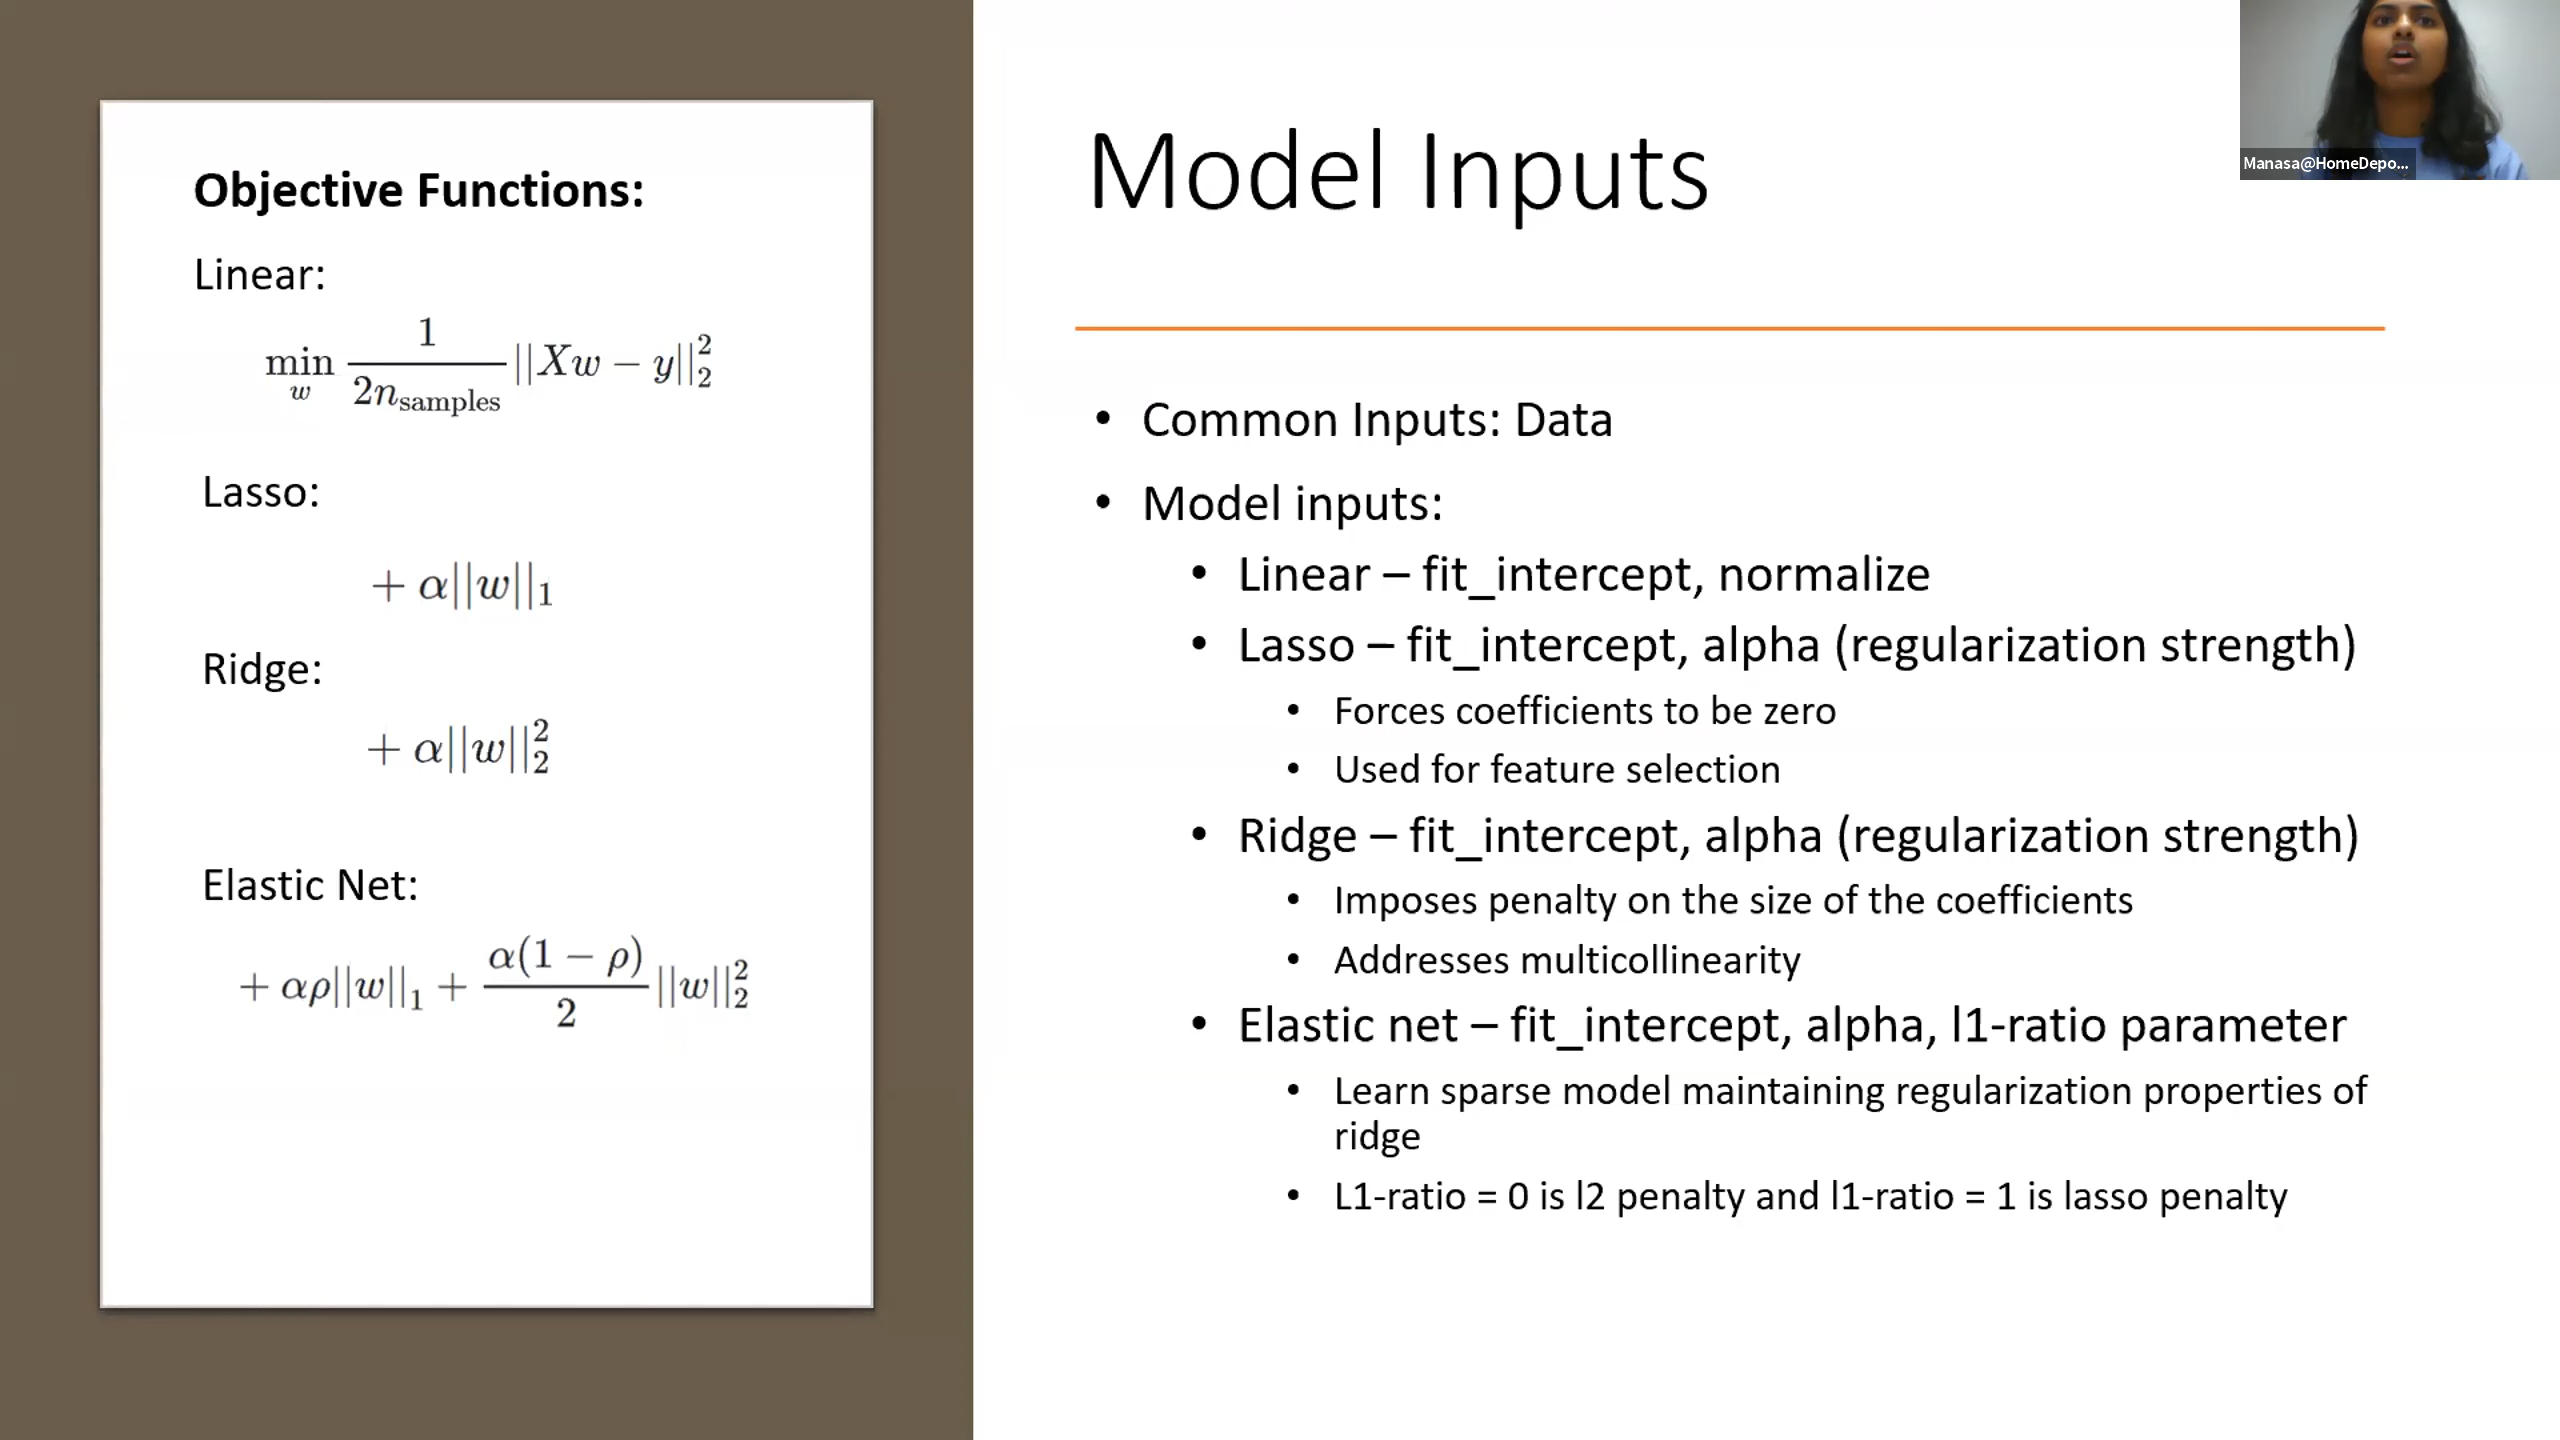 Objective Functions:
Linear:
min_w 1/(2n_samples) ||Xw − y||_2^2
Lasso:
+ α||w||_1
Ridge:
+ α||w||_2^2
Elastic Net:
+ αρ||w||_1 + α(1 − ρ)/2 ||w||_2^2
Model Inputs
• Common Inputs: Data
• Model inputs:
• Linear – fit_intercept, normalize
• Lasso – fit_intercept, alpha (regularization strength)
• Forces coefficients to be zero
• Used for feature selection
• Ridge – fit_intercept, alpha (regularization strength)
• Imposes penalty on the size of the coefficients
• Addresses multicollinearity
• Elastic net – fit_intercept, alpha, l1-ratio parameter
• Learn sparse model maintaining regularization properties of
ridge
• L1-ratio = 0 is l2 penalty and l1-ratio = 1 is lasso penalty
Manasa@HomeDepo...